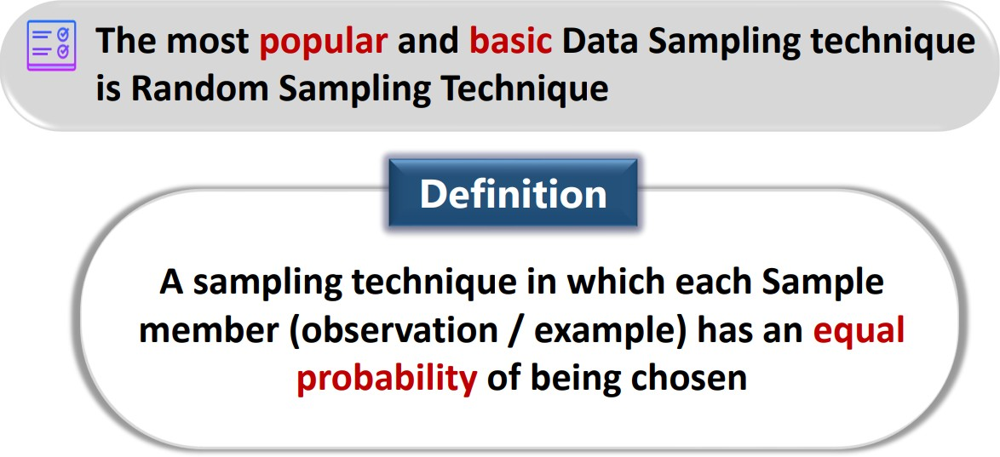 The most popular and basic Data Sampling technique
is Random Sampling Technique
Definition
A sampling technique in which each Sample
member (observation / example) has an equal
probability of being chosen